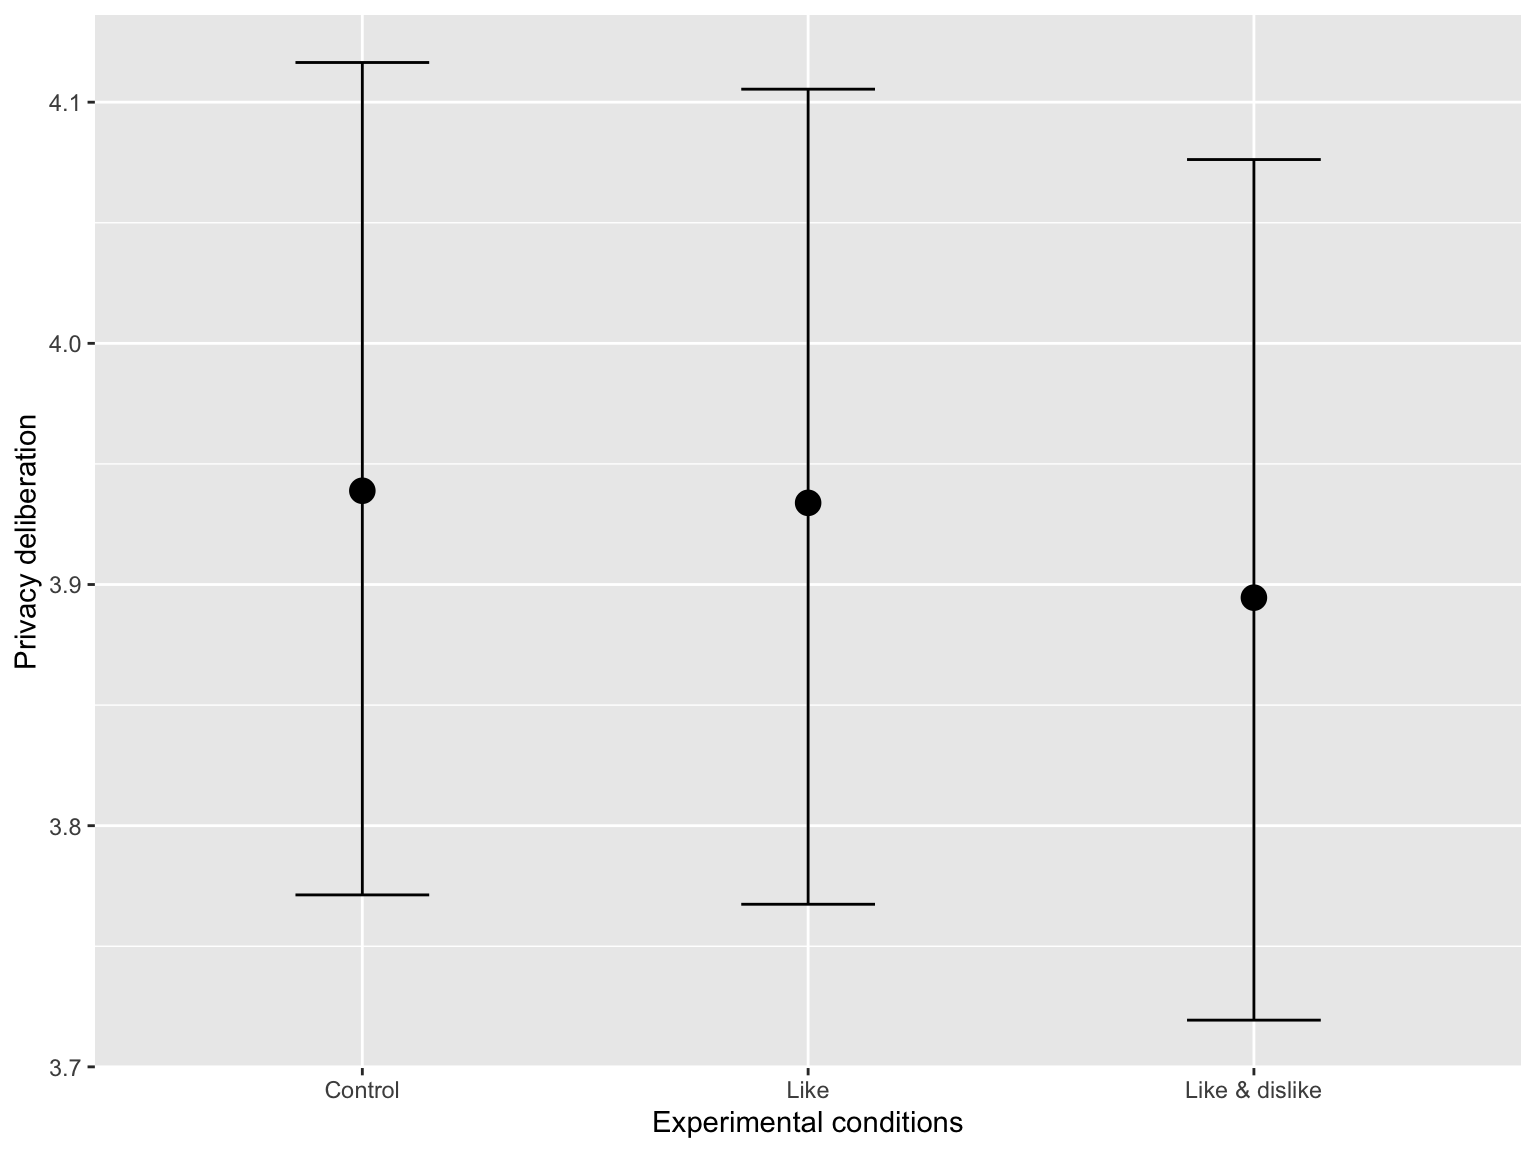 Privacy deliberation
4.1
4.0
3.9
3.8
3.7
Control
Like
Like & dislike
Experimental conditions